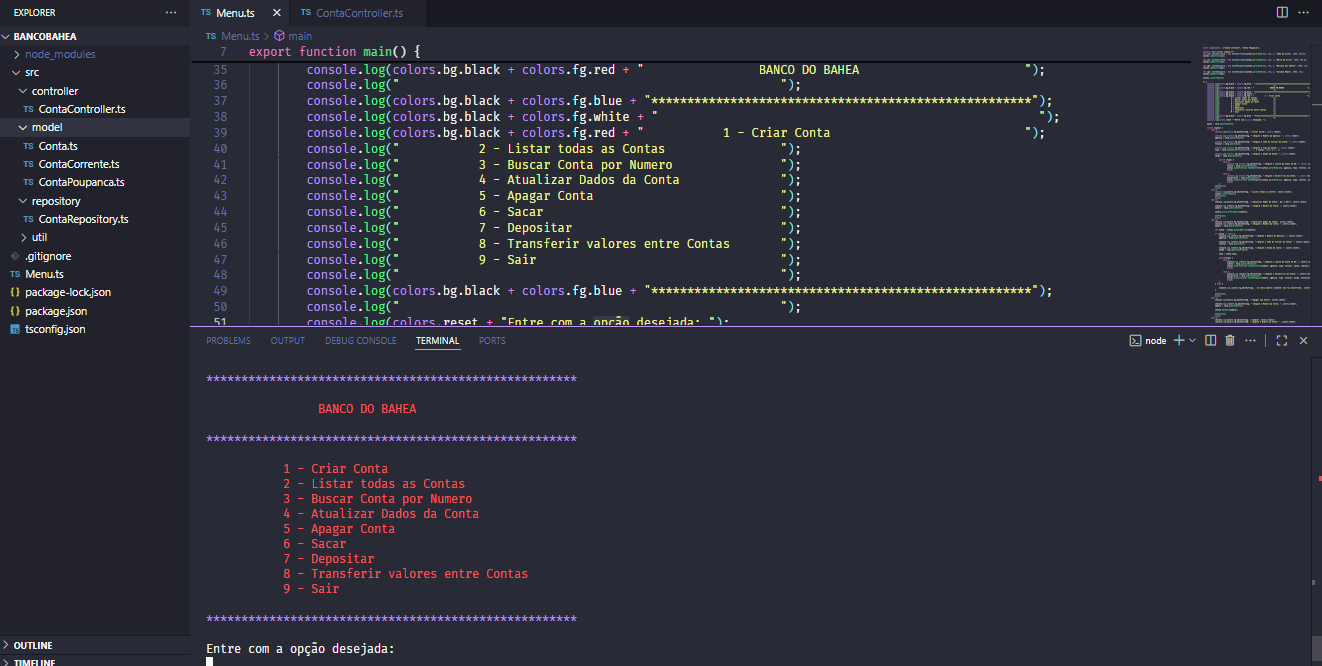 EXPLORER ...
BANCOBAHEA
node_modules
src
controller
TS ContaController.ts
model
TS Conta.ts
TS ContaCorrente.ts
TS ContaPoupanca.ts
repository
TS ContaRepository.ts
util
.gitignore
TS Menu.ts
{} package-lock.json
{} package.json
tsconfig.json
OUTLINE
TIMELINE
TS Menu.ts × TS ContaController.ts
TS Menu.ts > main
7 export function main() {
35 console.log(colors.bg.black + colors.fg.red + " BANCO DO BAHEA ");
36 console.log(" ");
37 console.log(colors.bg.black + colors.fg.blue + "*****************************************************");
38 console.log(colors.bg.black + colors.fg.white + " ");
39 console.log(colors.bg.black + colors.fg.red + " 1 - Criar Conta ");
40 console.log(" 2 - Listar todas as Contas ");
41 console.log(" 3 - Buscar Conta por Numero ");
42 console.log(" 4 - Atualizar Dados da Conta ");
43 console.log(" 5 - Apagar Conta ");
44 console.log(" 6 - Sacar ");
45 console.log(" 7 - Depositar ");
46 console.log(" 8 - Transferir valores entre Contas ");
47 console.log(" 9 - Sair ");
48 console.log(" ");
49 console.log(colors.bg.black + colors.fg.blue + "*****************************************************");
50 console.log(" ");
51 console.log(colors.reset + "Entre com a opção desejada: ");
PROBLEMS OUTPUT DEBUG CONSOLE TERMINAL PORTS
node
*****************************************************
BANCO DO BAHEA
*****************************************************
1 - Criar Conta
2 - Listar todas as Contas
3 - Buscar Conta por Numero
4 - Atualizar Dados da Conta
5 - Apagar Conta
6 - Sacar
7 - Depositar
8 - Transferir valores entre Contas
9 - Sair
*****************************************************
Entre com a opção desejada: